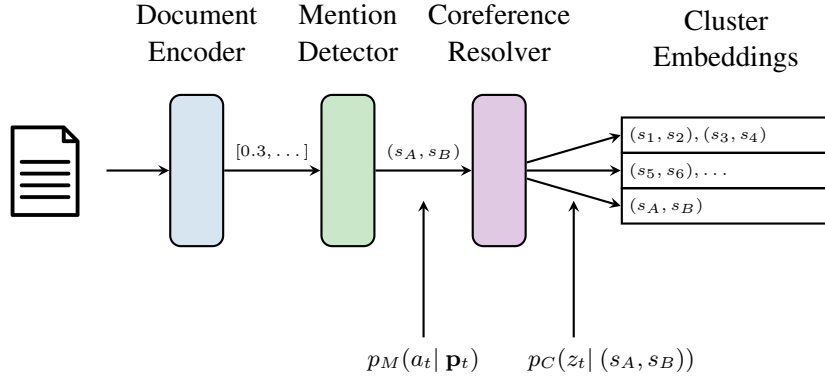 Document
Encoder
Mention
Detector
Coreference
Resolver
Cluster
Embeddings
[0.3, . . . ]
(s_A, s_B)
(s_1, s_2), (s_3, s_4)
(s_5, s_6), . . .
(s_A, s_B)
p_M(a_t| p_t)
p_C(z_t| (s_A, s_B))